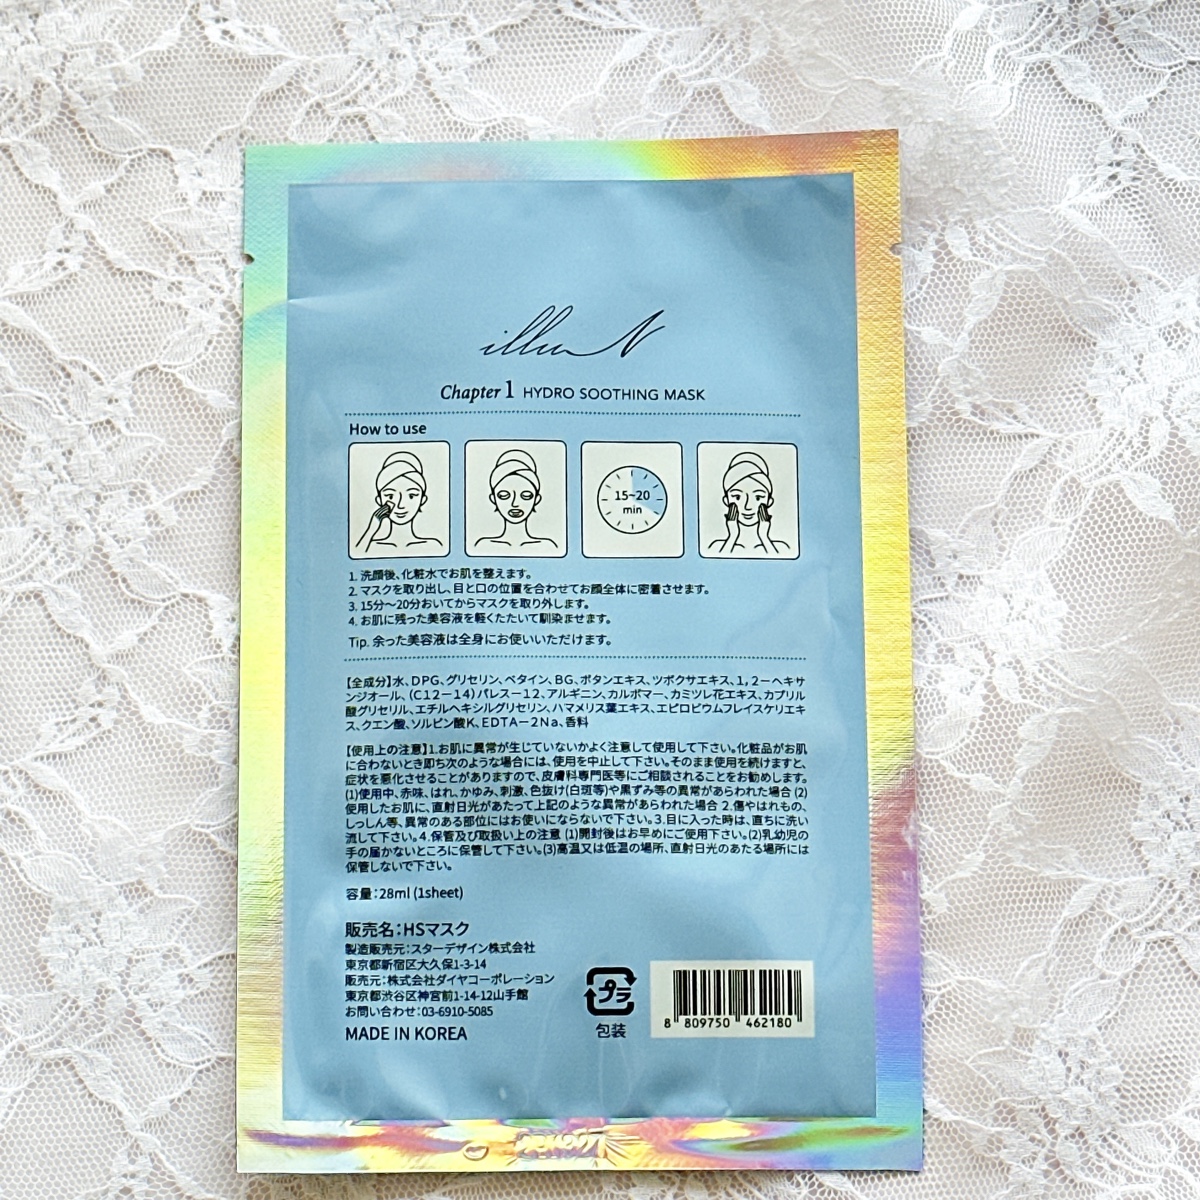 illuN
Chapter 1 HYDRO SOOTHING MASK
How to use
15~20
min
1. 洗顔後、化粧水でお肌を整えます。
2. マスクを取り出し、目と口の位置を合わせてお顔全体に密着させます。
3. 15分〜20分おいてからマスクを取り外します。
4. お肌に残った美容液を軽くたたいて馴染ませます。
Tip. 余った美容液は全身にお使いいただけます。
【全成分】水、DPG、グリセリン、ベタイン、BG、ボタンエキス、ツボクサエキス、1,2ーヘキサ
ンジオール、(C12ー14)パレスー12、アルギニン、カルボマー、カミツレ花エキス、カプリル
酸グリセリル、エチルヘキシルグリセリン、ハマメリス葉エキス、エピロビウムフレイスケリエキ
ス、クエン酸、ソルビン酸K、EDTAー2Na、香料
【使用上の注意】1.お肌に異常が生じていないかよく注意して使用して下さい。化粧品がお肌
に合わないとき即ち次のような場合には、使用を中止して下さい。そのまま使用を続けますと、
症状を悪化させることがありますので、皮膚科専門医等にご相談されることをお勧めします。
(1)使用中、赤味、はれ、かゆみ、刺激、色抜け(白斑等)や黒ずみ等の異常があらわれた場合 (2)
使用したお肌に、直射日光があたって上記のような異常があらわれた場合 2.傷やはれもの、
しっしん等、異常のある部位にはお使いにならないで下さい。3.目に入った時は、直ちに洗い
流して下さい。4.保管及び取扱い上の注意 (1)開封後はお早めにご使用下さい。(2)乳幼児の
手の届かないところに保管して下さい。(3)高温又は低温の場所、直射日光のあたる場所には
保管しないで下さい。
容量：28ml (1sheet)
販売名：HSマスク
製造販売元：スターデザイン株式会社
東京都新宿区大久保1-3-14
販売元：株式会社ダイヤコーポレーション
東京都渋谷区神宮前1-14-12山手館
お問い合わせ：03-6910-5085
MADE IN KOREA
プラ
包装
8 809750 462180